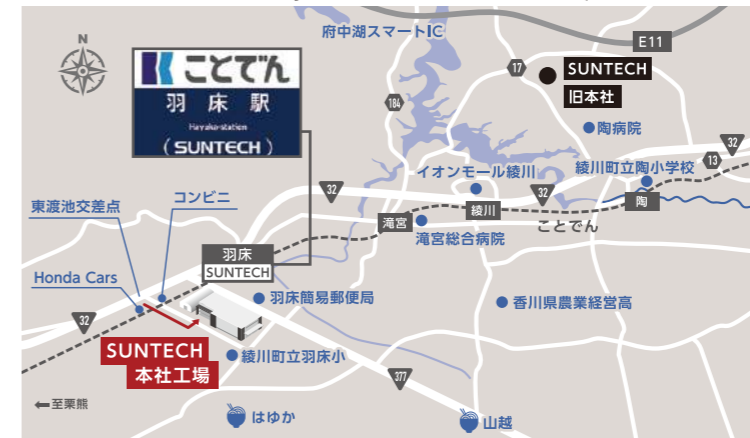 N
府中湖スマートIC
E11
ことでん
羽床駅
Hayuka-station
(SUNTECH)
17
SUNTECH
旧本社
184
陶病院
32
13
イオンモール綾川
綾川町立陶小学校
32
32
コンビニ
東渡池交差点
綾川
陶
滝宮
滝宮総合病院
ことでん
羽床
SUNTECH
Honda Cars
羽床簡易郵便局
香川県農業経営高
32
SUNTECH
本社工場
綾川町立羽床小
377
至栗熊
はゆか
山越